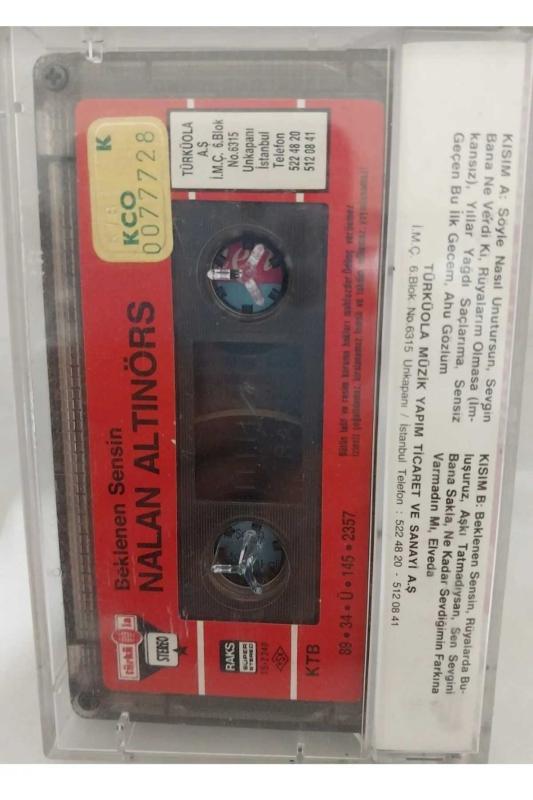 KISIM A: Söyle Nasıl Unutursun, Sevgin
Bana Ne Verdi Ki, Rüyalarım Olmasa (İm-
kansız), Yıllar Yağdı Saçlarıma, Sensiz
Geçen Bu İlk Gecem, Ahu Gözlüm
KISIM B: Beklenen Sensin, Rüyalarda Bu-
luşuruz, Aşkı Tatmadıysan, Sen Sevgini
Bana Sakla, Ne Kadar Sevdiğimin Farkına
Varmadın Mı, Elveda
TÜRKÜOLA MÜZİK YAPIM TİCARET VE SANAYİ A.Ş
İ.M.Ç. 6.Blok No.6315 Unkapanı / İstanbul Telefon : 522 48 20 - 512 08 41
TÜRKÜOLA
A.Ş
İ.M.Ç. 6.Blok
No.6315
Unkapanı
İstanbul
Telefon
522 48 20
512 08 41
K
KCO
0077728
Beklenen Sensin
NALAN ALTINÖRS
türküola
STEREO
RAKS
TSE
KTB
89 • 34 • Ü • 145 • 2357